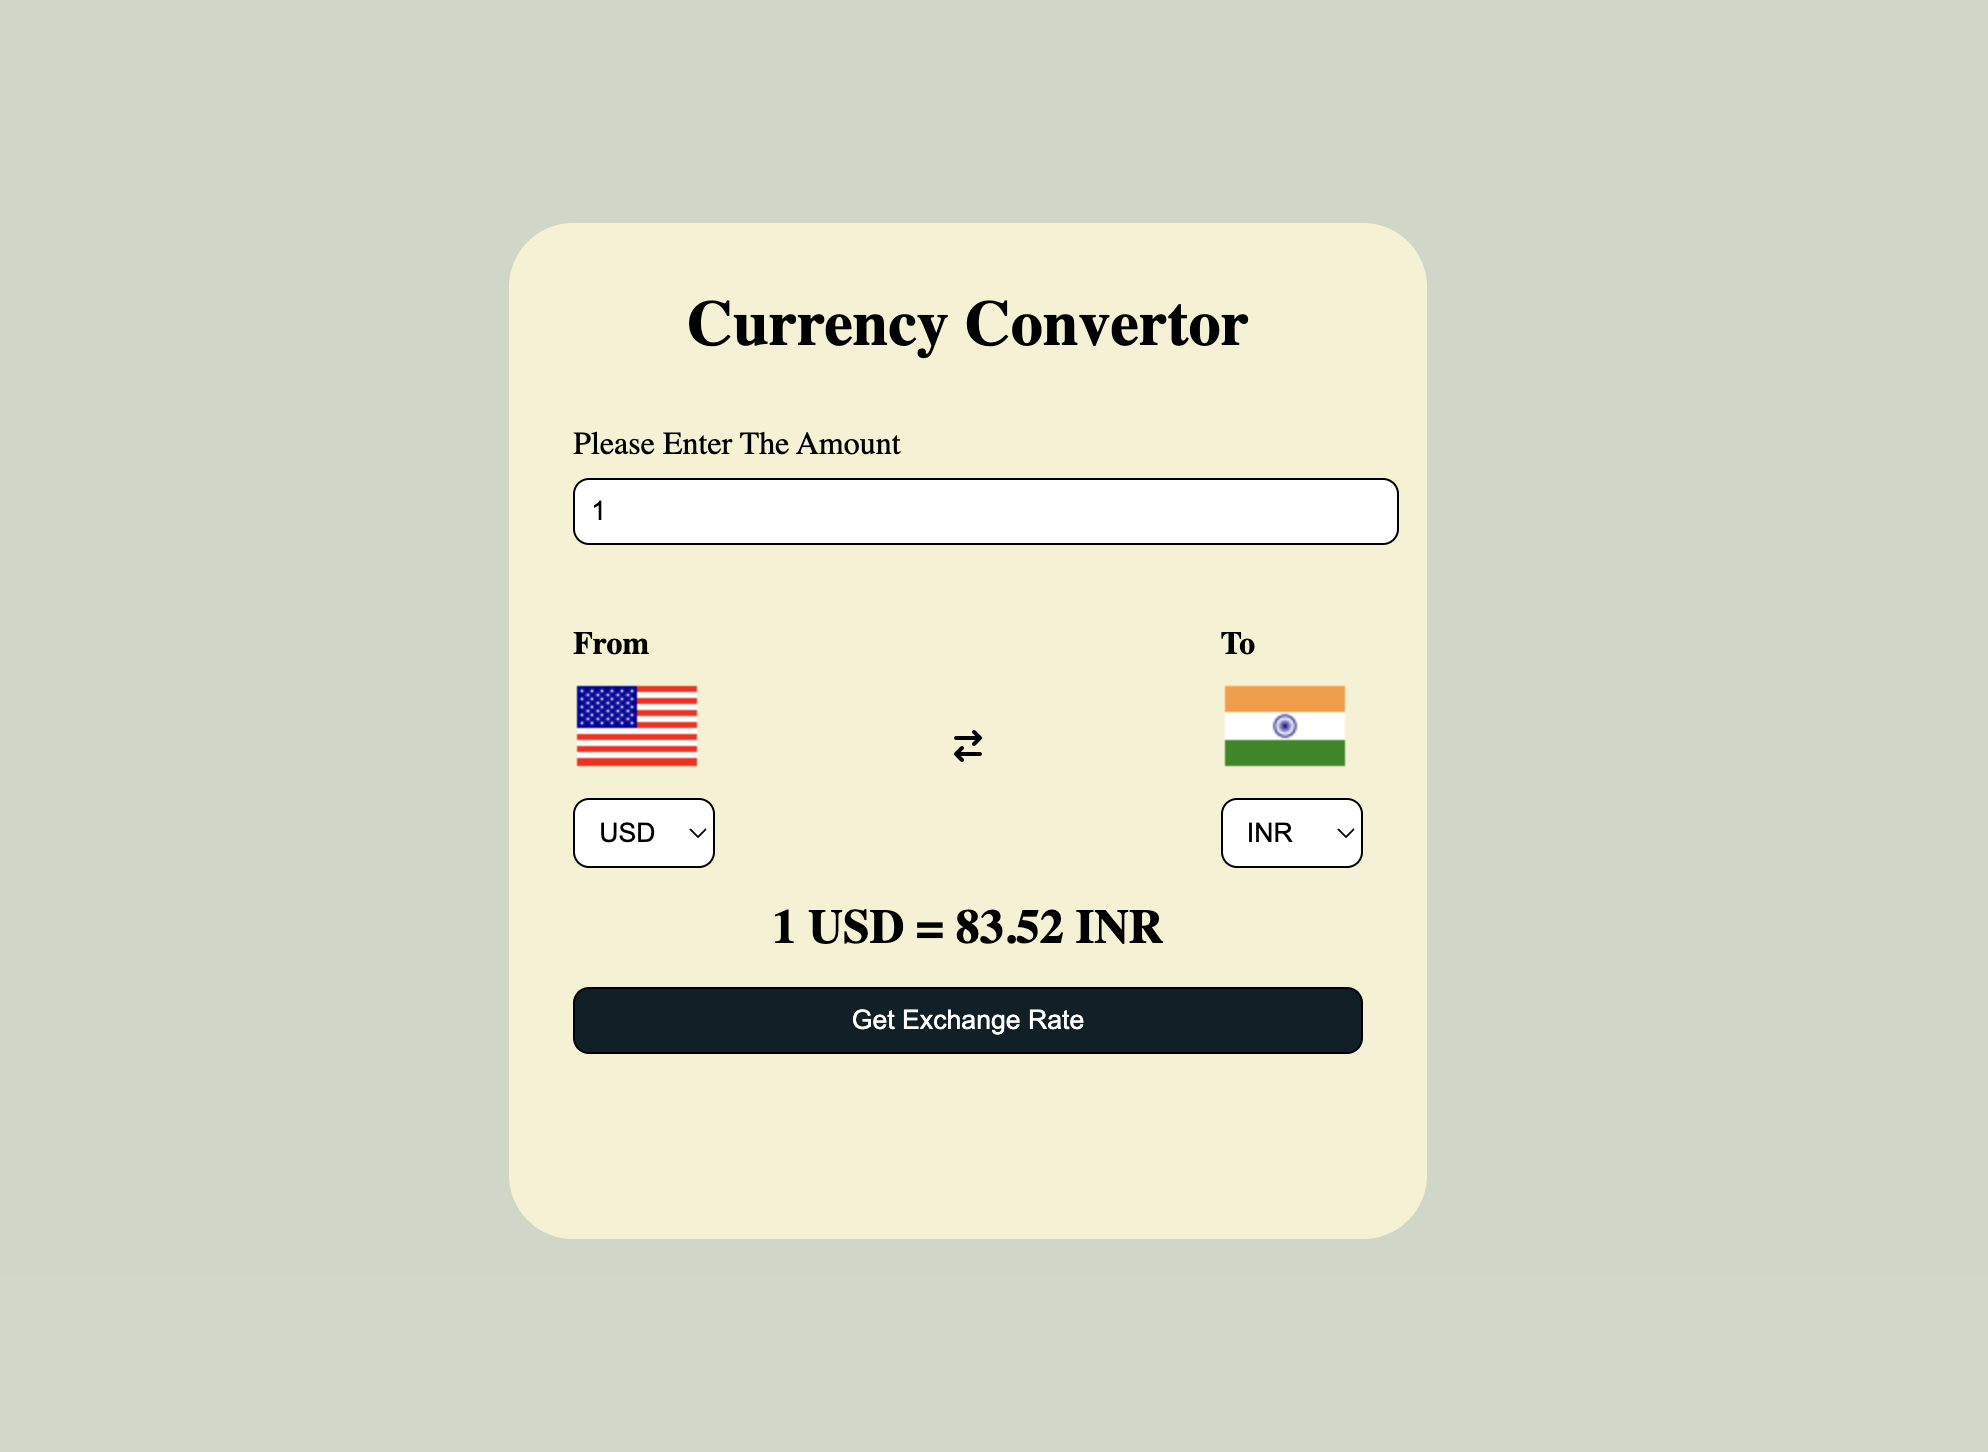 Currency Convertor
Please Enter The Amount
1
From
To
USD
INR
1 USD = 83.52 INR
Get Exchange Rate